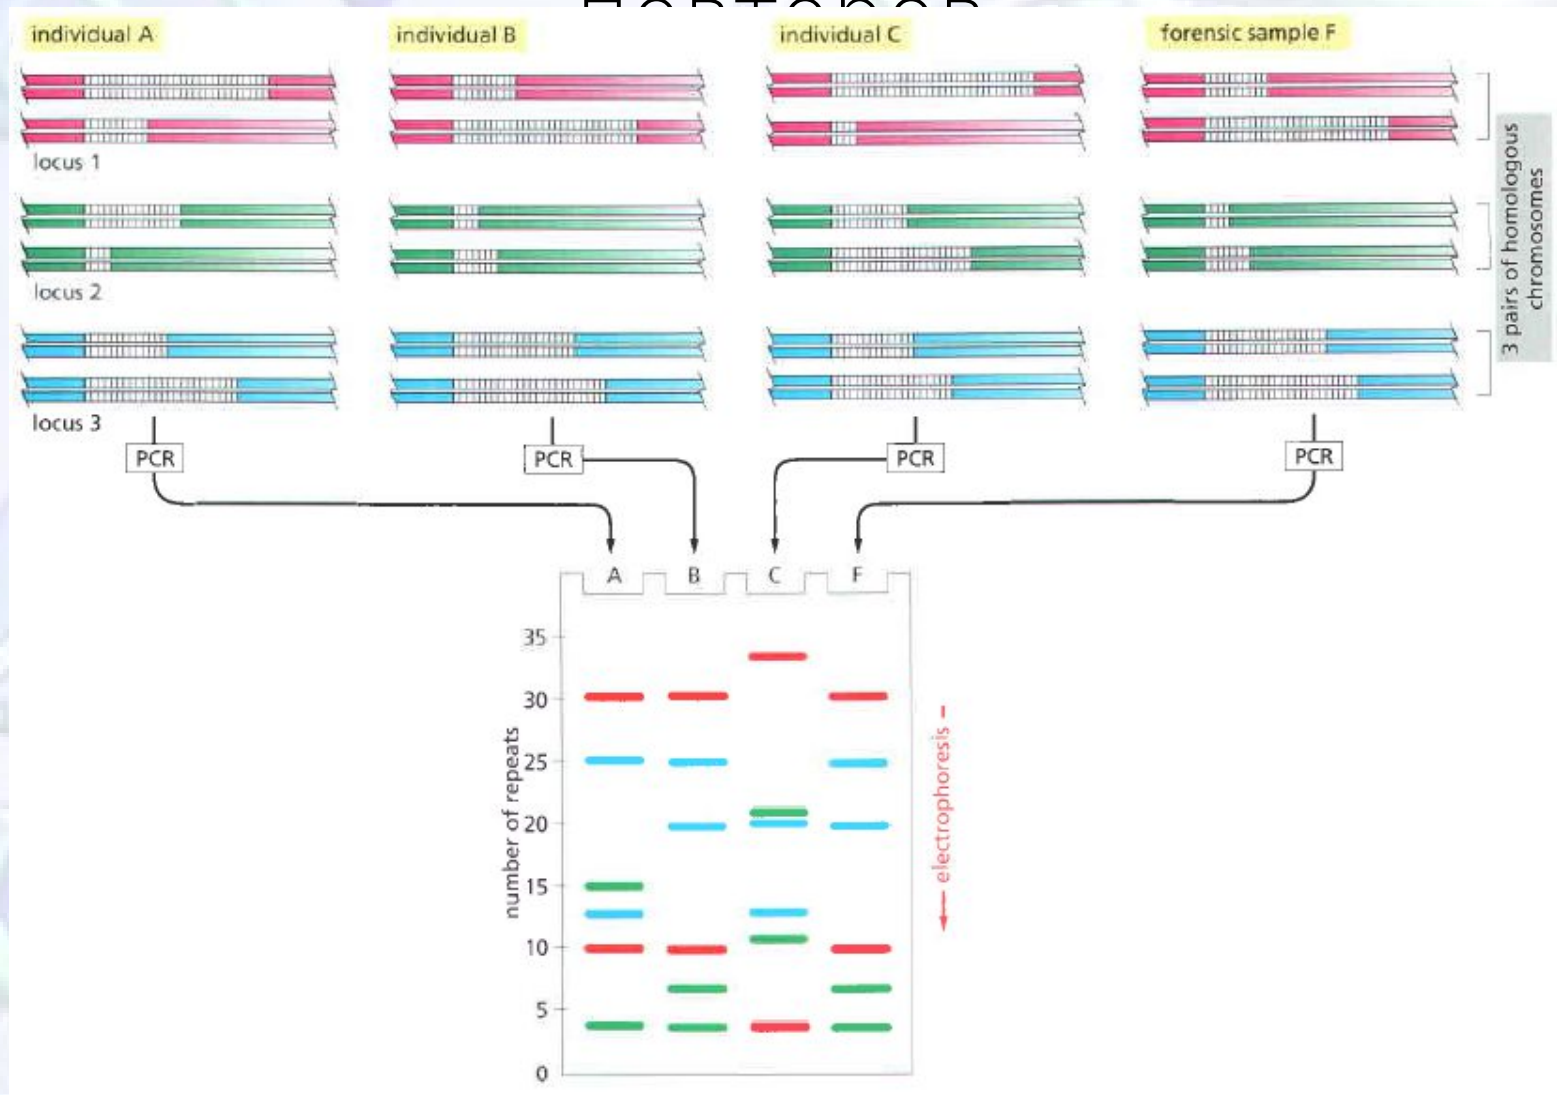 individual A
individual B
individual C
forensic sample F
locus 1
locus 2
locus 3
3 pairs of homologous
chromosomes
PCR
PCR
PCR
PCR
A
B
C
F
35
30
25
20
15
10
5
0
number of repeats
electrophoresis